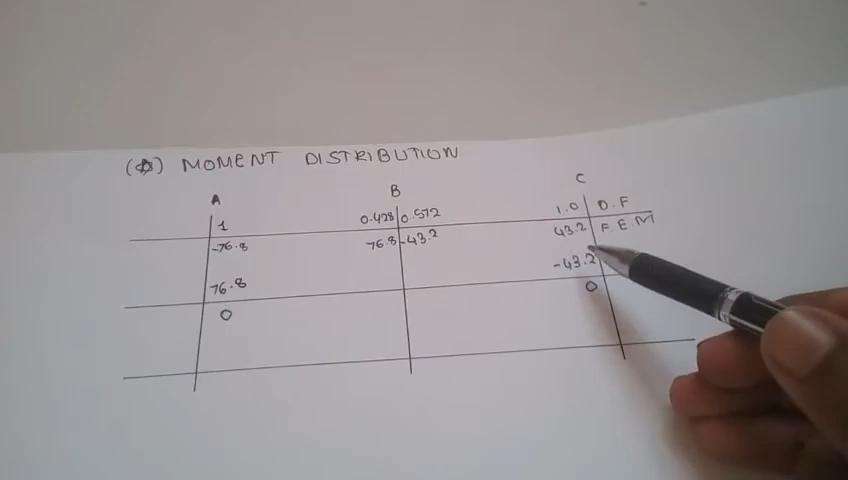 (A) MOMENT DISTRIBUTION
A B C
1 0.428 0.572 1.0 D.F
-76.8 76.8 -43.2 43.2 F.E.M
76.8 -43.2
0 0